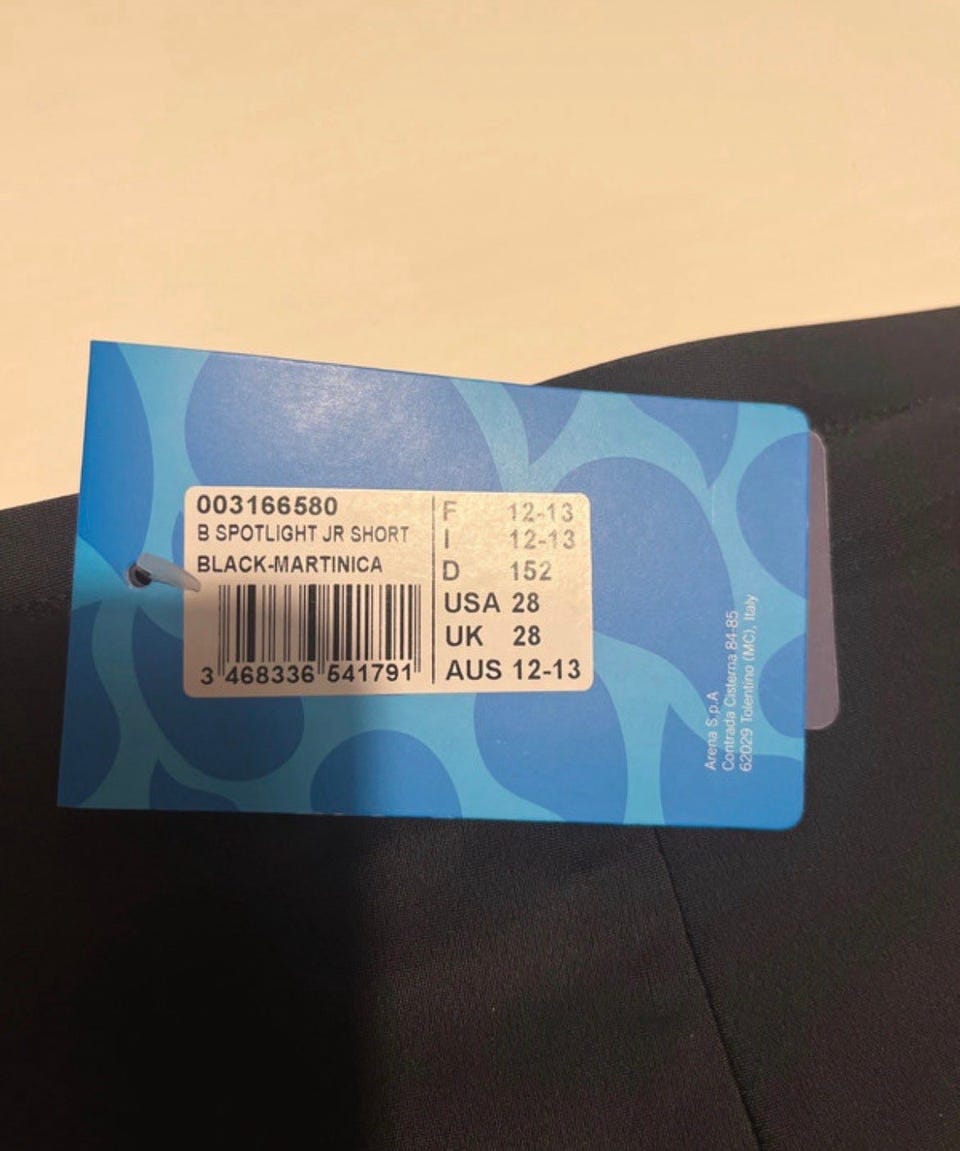 003166580
B SPOTLIGHT JR SHORT
BLACK-MARTINICA
3 468336 541791
F 12-13
I 12-13
D 152
USA 28
UK 28
AUS 12-13
Arena S.p.A
Contrada Cisterna 84-85
62029 Tolentino (MC), Italy